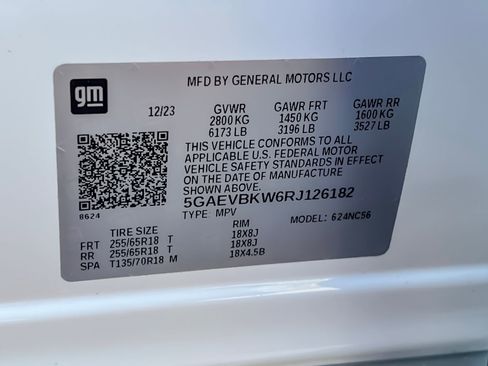 gm
MFD BY GENERAL MOTORS LLC
12/23 GVWR GAWR FRT GAWR RR
2800 KG 1450 KG 1600 KG
6173 LB 3196 LB 3527 LB
THIS VEHICLE CONFORMS TO ALL
APPLICABLE U.S. FEDERAL MOTOR
VEHICLE SAFETY STANDARDS IN EFFECT
ON THE DATE OF MANUFACTURE
SHOWN ABOVE.
5GAEVBKW6RJ126182
8624 TYPE MPV MODEL: 624NC56
TIRE SIZE RIM
FRT 255/65R18 T 18X8J
RR 255/65R18 T 18X8J
SPA T135/70R18 M 18X4.5B